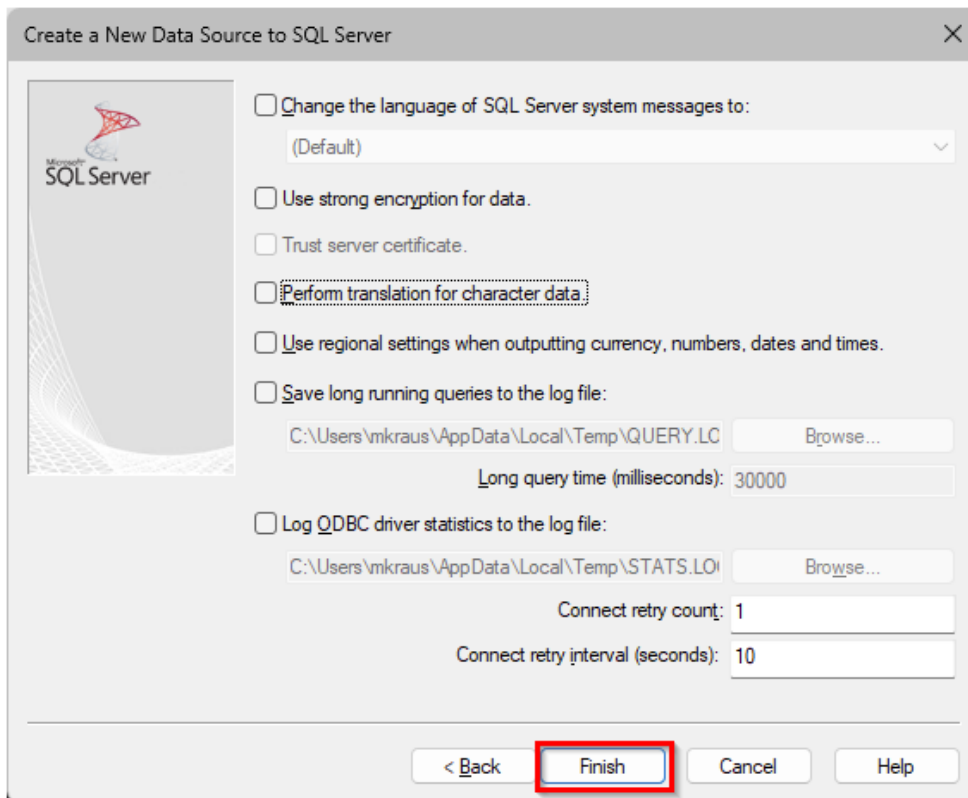 Create a New Data Source to SQL Server
Microsoft
SQL Server
Change the language of SQL Server system messages to:
(Default)
Use strong encryption for data.
Trust server certificate.
Perform translation for character data.
Use regional settings when outputting currency, numbers, dates and times.
Save long running queries to the log file:
C:\Users\mkraus\AppData\Local\Temp\QUERY.LO Browse...
Long query time (milliseconds): 30000
Log ODBC driver statistics to the log file:
C:\Users\mkraus\AppData\Local\Temp\STATS.LO Browse...
Connect retry count: 1
Connect retry interval (seconds): 10
< Back Finish Cancel Help